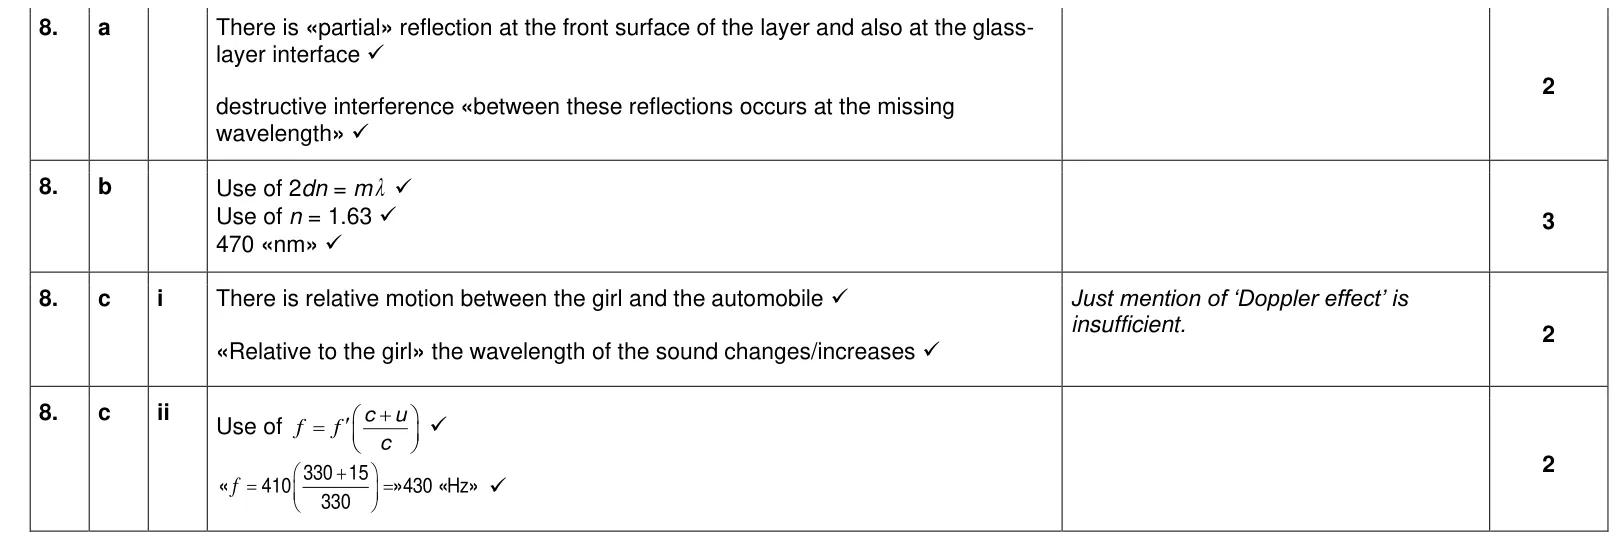 8. a There is «partial» reflection at the front surface of the layer and also at the glass-
layer interface ✓
destructive interference «between these reflections occurs at the missing
wavelength» ✓
2
8. b Use of 2dn = mλ ✓
Use of n = 1.63 ✓
470 «nm» ✓
3
8. c i There is relative motion between the girl and the automobile ✓
«Relative to the girl» the wavelength of the sound changes/increases ✓
Just mention of ‘Doppler effect’ is
insufficient.
2
8. c ii Use of f = f′((c + u)/c) ✓
«f = 410((330 + 15)/330) =»430 «Hz» ✓
2